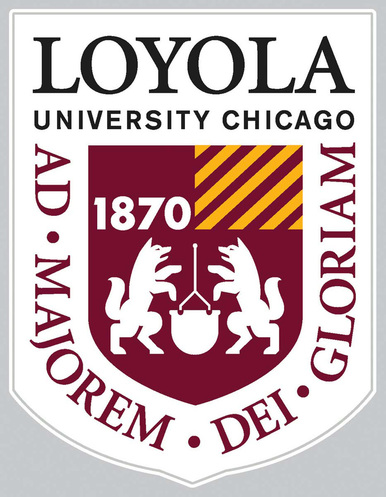 LOYOLA
UNIVERSITY CHICAGO
1870
AD • MAJOREM • DEI • GLORIAM